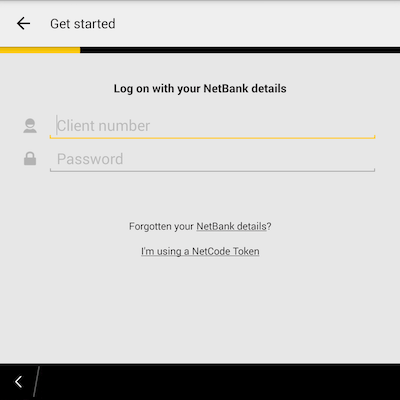 Get started
Log on with your NetBank details
Client number
Password
Forgotten your NetBank details?
I'm using a NetCode Token